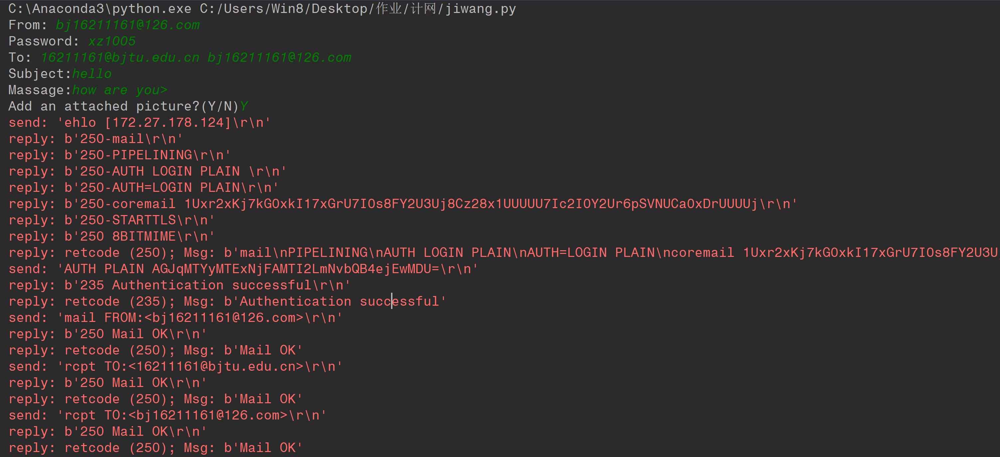 C:\Anaconda3\python.exe C:/Users/Win8/Desktop/作业/计网/jiwang.py
From: bj16211161@126.com
Password: xz1005
To: 16211161@bjtu.edu.cn bj16211161@126.com
Subject:hello
Massage:how are you>
Add an attached picture?(Y/N)Y
send: 'ehlo [172.27.178.124]\r\n'
reply: b'250-mail\r\n'
reply: b'250-PIPELINING\r\n'
reply: b'250-AUTH LOGIN PLAIN \r\n'
reply: b'250-AUTH=LOGIN PLAIN\r\n'
reply: b'250-coremail 1Uxr2xKj7kG0xkI17xGrU7I0s8FY2U3Uj8Cz28x1UUUUU7Ic2I0Y2Ur6pSVNUCa0xDrUUUUj\r\n'
reply: b'250-STARTTLS\r\n'
reply: b'250 8BITMIME\r\n'
reply: retcode (250); Msg: b'mail\nPIPELINING\nAUTH LOGIN PLAIN\nAUTH=LOGIN PLAIN\ncoremail 1Uxr2xKj7kG0xkI17xGrU7I0s8FY2U3U
send: 'AUTH PLAIN AGJqMTYyMTExNjFAMTI2LmNvbQB4ejEwMDU=\r\n'
reply: b'235 Authentication successful\r\n'
reply: retcode (235); Msg: b'Authentication successful'
send: 'mail FROM:<bj16211161@126.com>\r\n'
reply: b'250 Mail OK\r\n'
reply: retcode (250); Msg: b'Mail OK'
send: 'rcpt TO:<16211161@bjtu.edu.cn>\r\n'
reply: b'250 Mail OK\r\n'
reply: retcode (250); Msg: b'Mail OK'
send: 'rcpt TO:<bj16211161@126.com>\r\n'
reply: b'250 Mail OK\r\n'
reply: retcode (250); Msg: b'Mail OK'